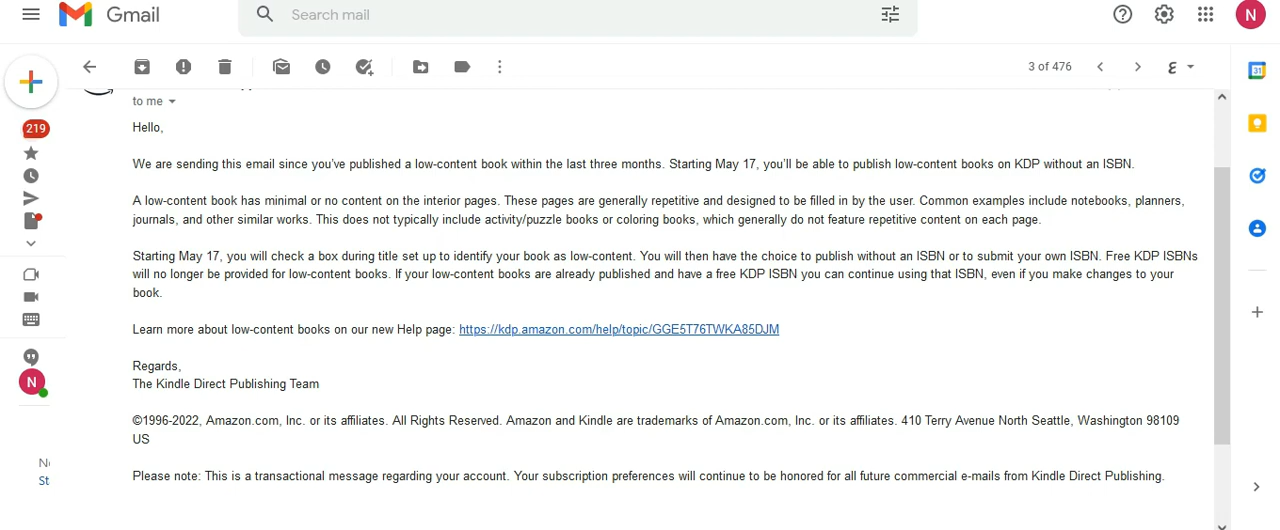 Gmail
Search mail
N
3 of 476
219
to me
Hello,
We are sending this email since you've published a low-content book within the last three months. Starting May 17, you'll be able to publish low-content books on KDP without an ISBN.
A low-content book has minimal or no content on the interior pages. These pages are generally repetitive and designed to be filled in by the user. Common examples include notebooks, planners,
journals, and other similar works. This does not typically include activity/puzzle books or coloring books, which generally do not feature repetitive content on each page.
Starting May 17, you will check a box during title set up to identify your book as low-content. You will then have the choice to publish without an ISBN or to submit your own ISBN. Free KDP ISBNs
will no longer be provided for low-content books. If your low-content books are already published and have a free KDP ISBN you can continue using that ISBN, even if you make changes to your
book.
Learn more about low-content books on our new Help page: https://kdp.amazon.com/help/topic/GGE5T76TWKA85DJM
Regards,
The Kindle Direct Publishing Team
N
©1996-2022, Amazon.com, Inc. or its affiliates. All Rights Reserved. Amazon and Kindle are trademarks of Amazon.com, Inc. or its affiliates. 410 Terry Avenue North Seattle, Washington 98109
US
Please note: This is a transactional message regarding your account. Your subscription preferences will continue to be honored for all future commercial e-mails from Kindle Direct Publishing.
St
31